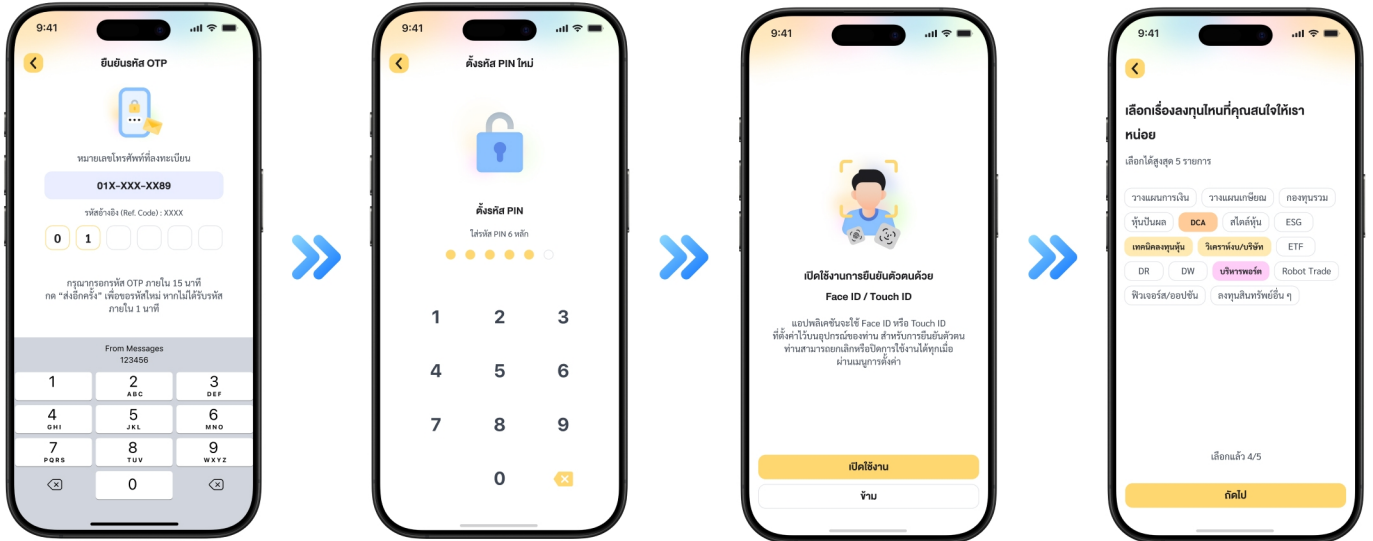 9:41
ยืนยันรหัส OTP
หมายเลขโทรศัพท์ที่ลงทะเบียน
01X-XXX-XX89
รหัสอ้างอิง (Ref. Code) : XXXX
0 1
กรุณากรอกรหัส OTP ภายใน 15 นาที
กด “ส่งอีกครั้ง” เพื่อขอรหัสใหม่ หากไม่ได้รับรหัส
ภายใน 1 นาที
From Messages
123456
1 2 3
ABC DEF
4 5 6
GHI JKL MNO
7 8 9
PQRS TUV WXYZ
0
9:41
ตั้งรหัส PIN ใหม่
ตั้งรหัส PIN
ใส่รหัส PIN 6 หลัก
1 2 3
4 5 6
7 8 9
0
9:41
เปิดใช้งานการยืนยันตัวตนด้วย
Face ID / Touch ID
แอปพลิเคชันจะใช้ Face ID หรือ Touch ID
ที่ตั้งค่าไว้บนอุปกรณ์ของท่าน สำหรับการยืนยันตัวตน
ท่านสามารถยกเลิกหรือปิดการใช้งานได้ทุกเมื่อ
ผ่านเมนูการตั้งค่า
เปิดใช้งาน
ข้าม
9:41
เลือกเรื่องลงทุนไหนที่คุณสนใจให้เรา
หน่อย
เลือกได้สูงสุด 5 รายการ
วางแผนการเงิน วางแผนเกษียณ กองทุนรวม
หุ้นปันผล DCA สไตล์หุ้น ESG
เทคนิคลงทุนหุ้น วิเคราห์งบ/บริษัท ETF
DR DW บริหารพอร์ต Robot Trade
ฟิวเจอร์ส/ออปชัน ลงทุนสินทรัพย์อื่น ๆ
เลือกแล้ว 4/5
ถัดไป